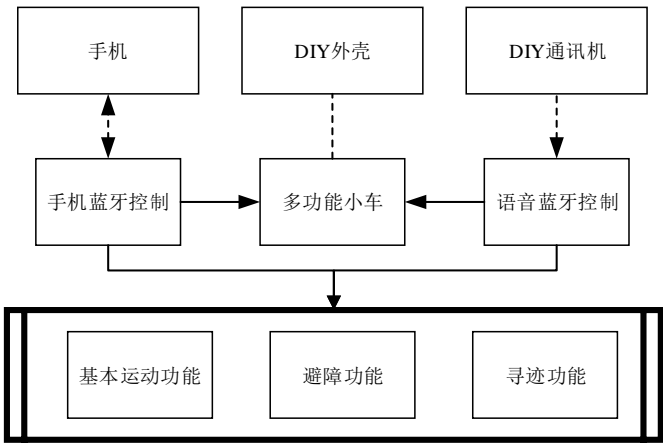 手机
DIY外壳
DIY通讯机
手机蓝牙控制
多功能小车
语音蓝牙控制
基本运动功能
避障功能
寻迹功能